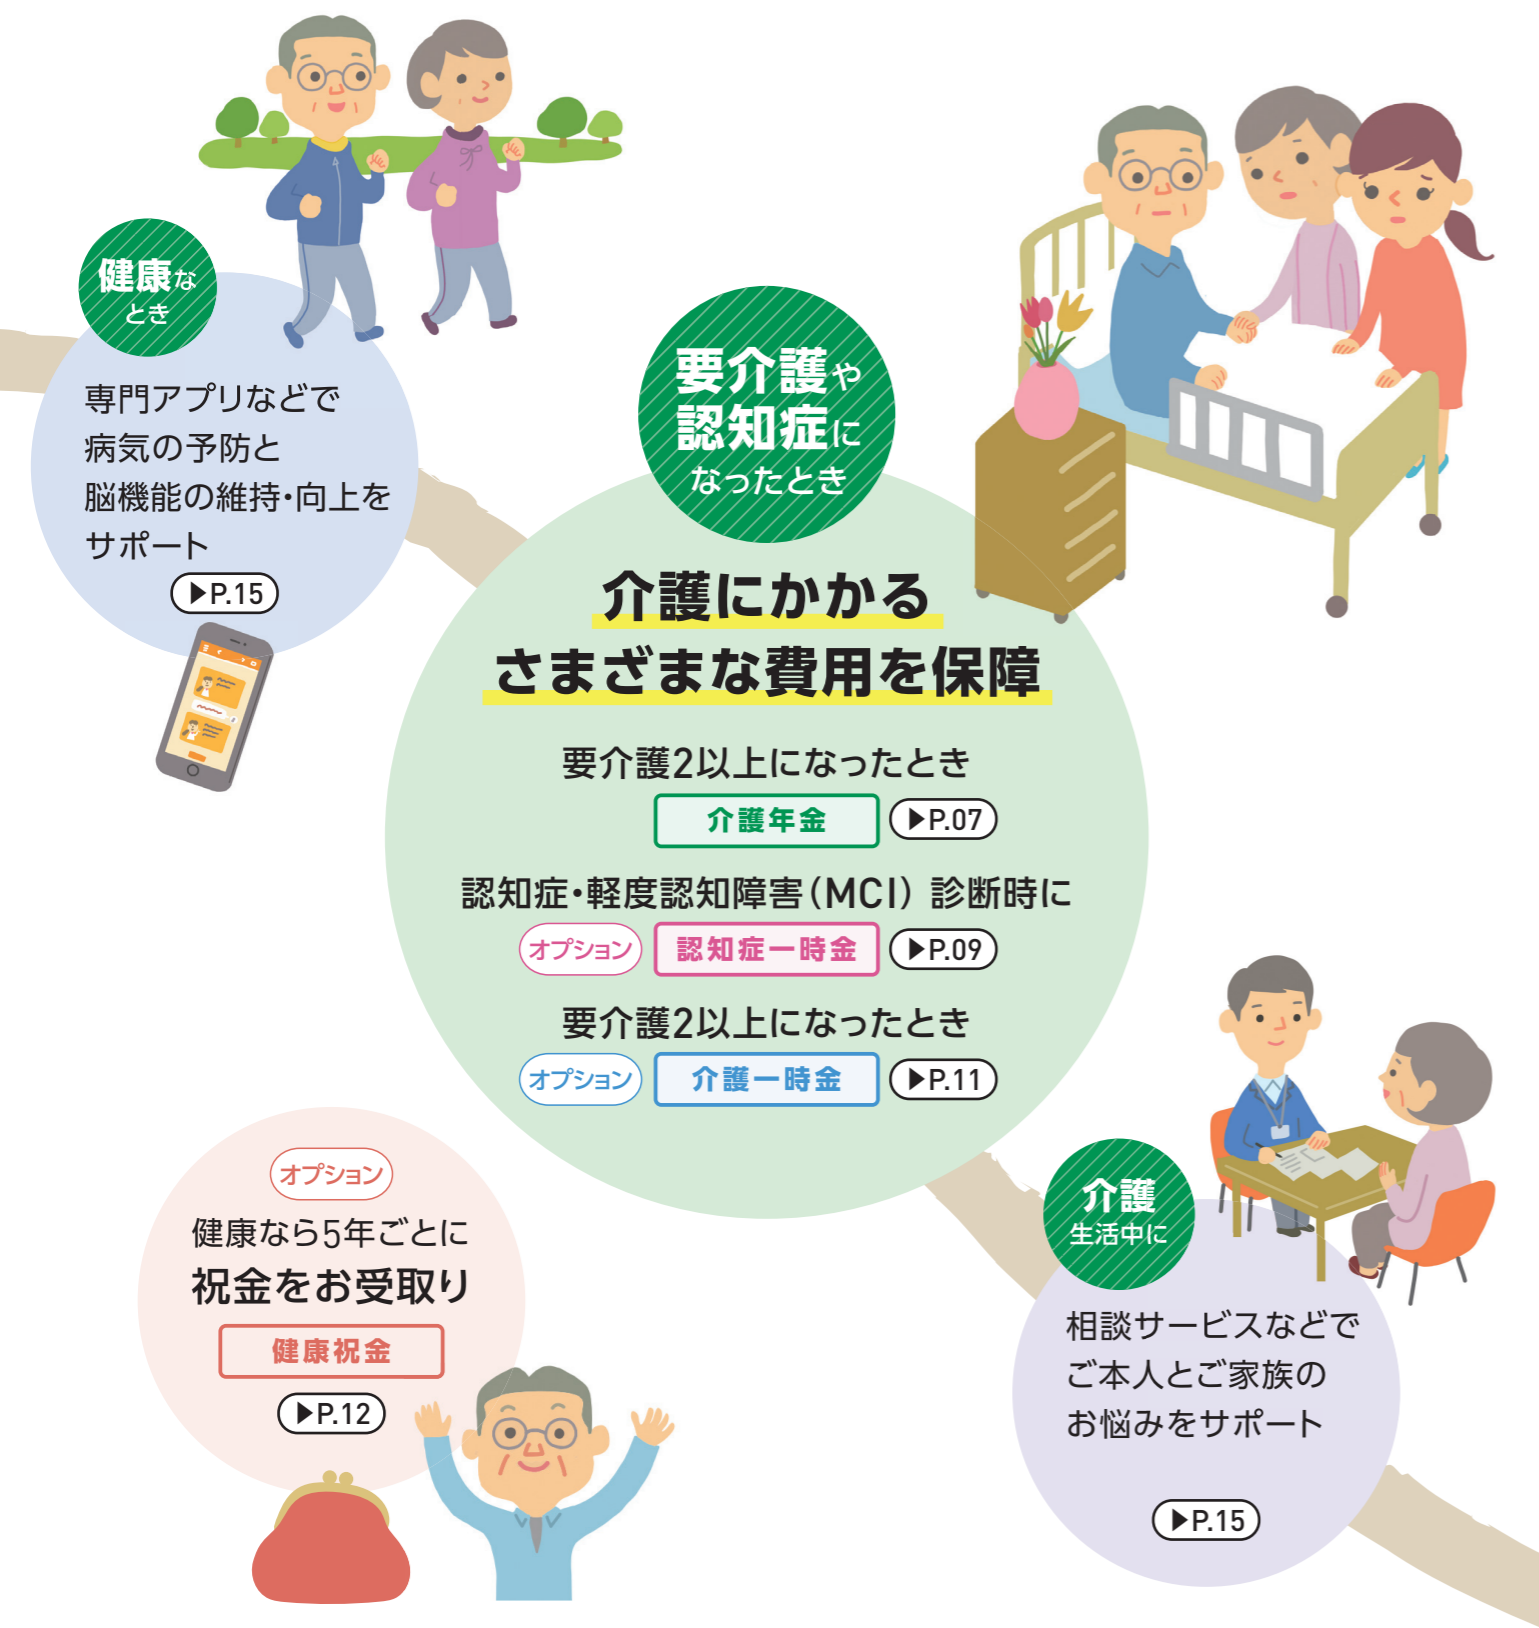 健康な
とき
専門アプリなどで
病気の予防と
脳機能の維持・向上を
サポート
▶P.15
要介護や
認知症に
なったとき
介護にかかる
さまざまな費用を保障
要介護2以上になったとき
介護年金 ▶P.07
認知症・軽度認知障害(MCI) 診断時に
オプション 認知症一時金 ▶P.09
要介護2以上になったとき
オプション 介護一時金 ▶P.11
オプション
健康なら5年ごとに
祝金をお受取り
健康祝金
▶P.12
介護
生活中に
相談サービスなどで
ご本人とご家族の
お悩みをサポート
▶P.15